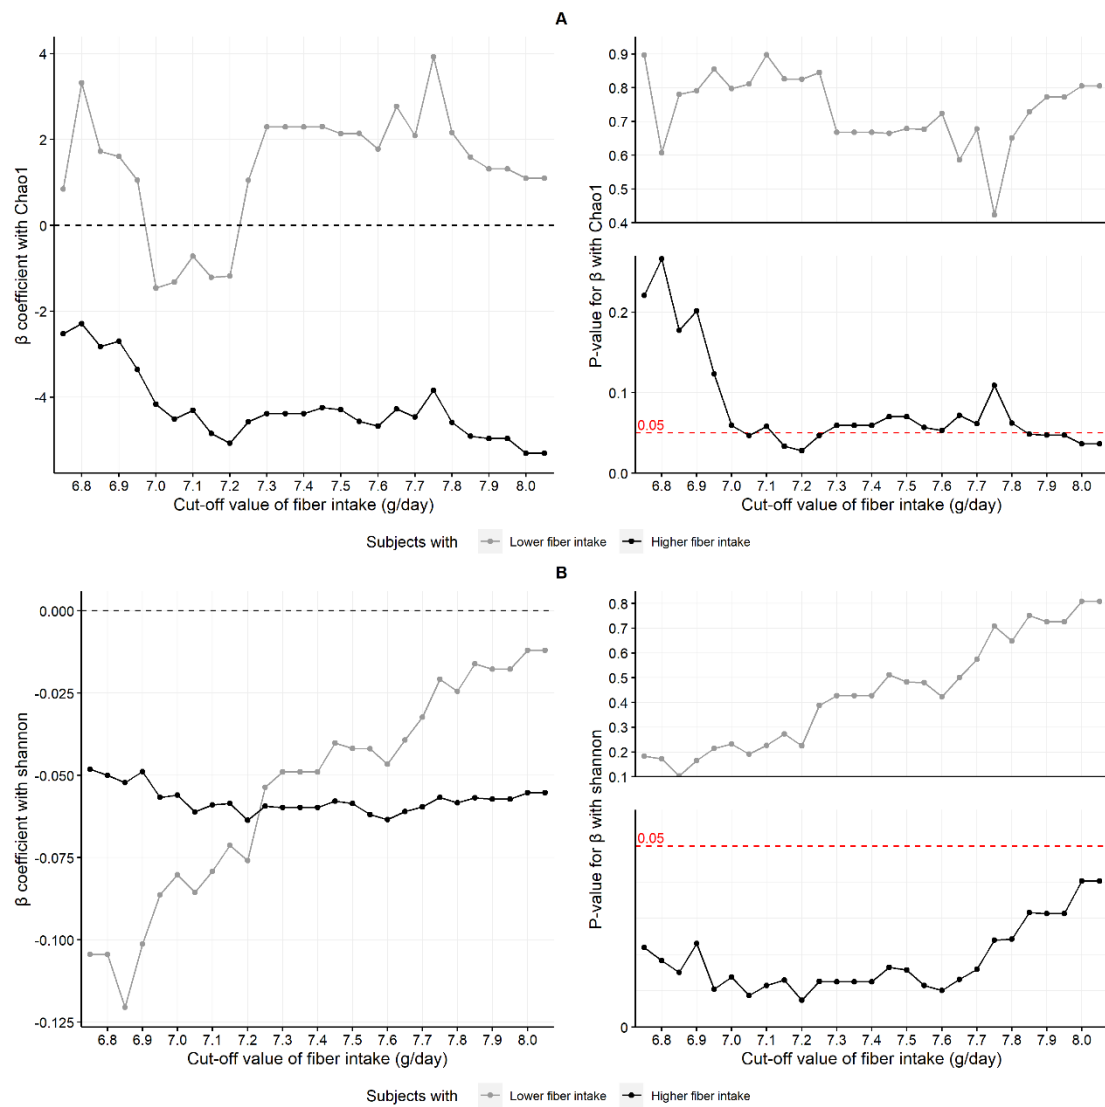 A
β coefficient with Chao1
4
2
0
-2
-4
6.8 6.9 7.0 7.1 7.2 7.3 7.4 7.5 7.6 7.7 7.8 7.9 8.0
Cut-off value of fiber intake (g/day)
P-value for β with Chao1
0.9
0.8
0.7
0.6
0.5
0.4
0.2
0.1
0.05
0.0
6.8 6.9 7.0 7.1 7.2 7.3 7.4 7.5 7.6 7.7 7.8 7.9 8.0
Cut-off value of fiber intake (g/day)
Subjects with Lower fiber intake Higher fiber intake
B
β coefficient with shannon
0.000
-0.025
-0.050
-0.075
-0.100
-0.125
6.8 6.9 7.0 7.1 7.2 7.3 7.4 7.5 7.6 7.7 7.8 7.9 8.0
Cut-off value of fiber intake (g/day)
P-value for β with shannon
0.8
0.7
0.6
0.5
0.4
0.3
0.2
0.1
0.05
0
6.8 6.9 7.0 7.1 7.2 7.3 7.4 7.5 7.6 7.7 7.8 7.9 8.0
Cut-off value of fiber intake (g/day)
Subjects with Lower fiber intake Higher fiber intake